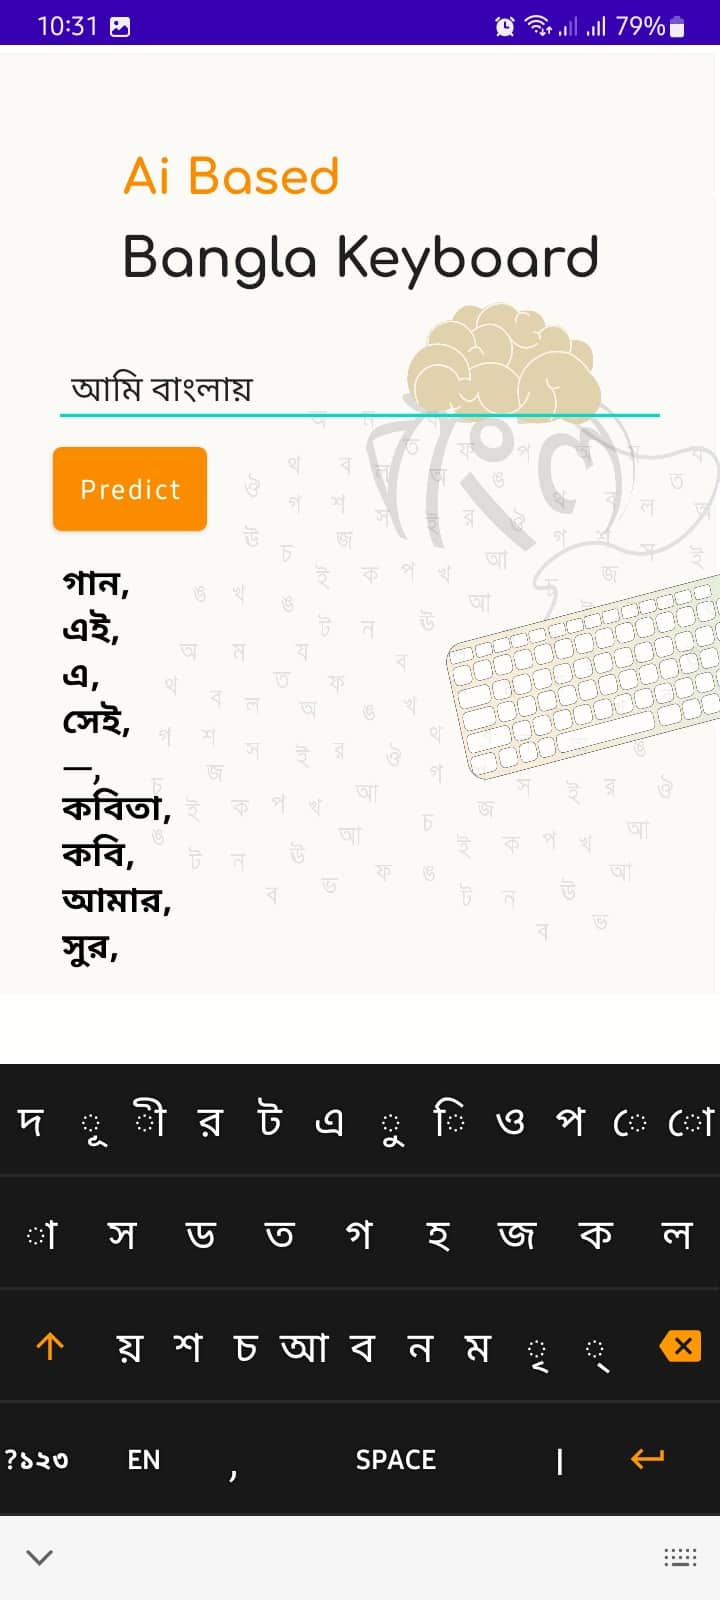 10:31 79%
Ai Based
Bangla Keyboard
আমি বাংলায়
Predict
গান,
এই,
এ,
সেই,
—,
কবিতা,
কবি,
আমার,
সুর,
দ ূ ী র ট এ ু ি ও প ে ো
া স ড ত গ হ জ ক ল
য় শ চ আ ব ন ম ৃ ্
?১২৩ EN , SPACE |